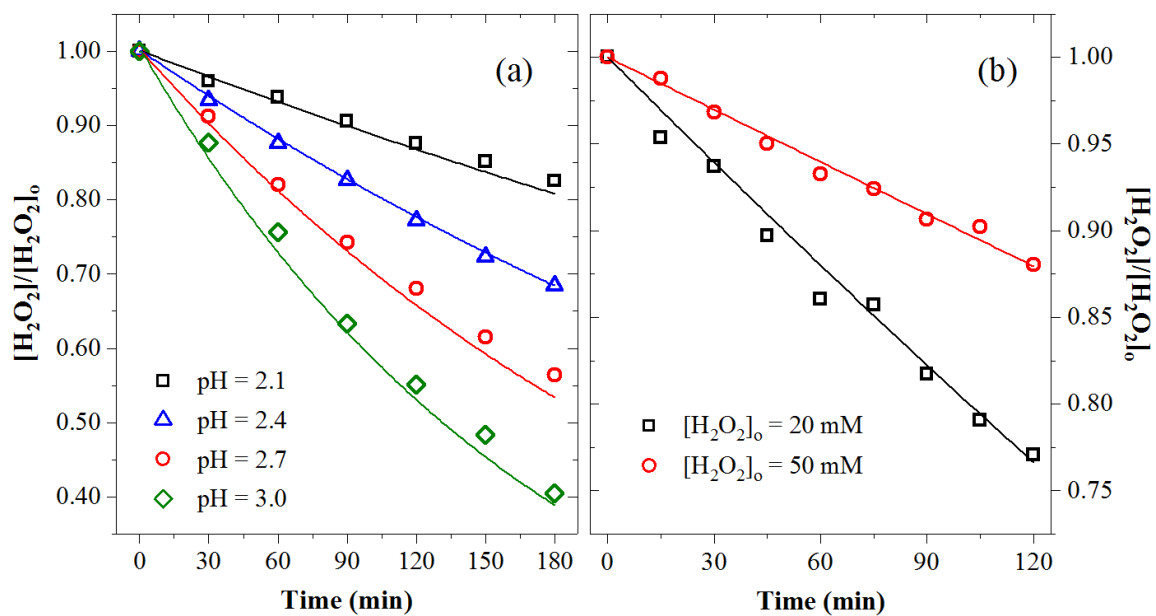 (a)
[H₂O₂]/[H₂O₂]ₒ
1.00
0.90
0.80
0.70
0.60
0.50
0.40
pH = 2.1
pH = 2.4
pH = 2.7
pH = 3.0
0 30 60 90 120 150 180
Time (min)
(b)
[H₂O₂]ₒ = 20 mM
[H₂O₂]ₒ = 50 mM
1.00
0.95
0.90
0.85
0.80
0.75
[H₂O₂]/[H₂O₂]ₒ
0 30 60 90 120
Time (min)